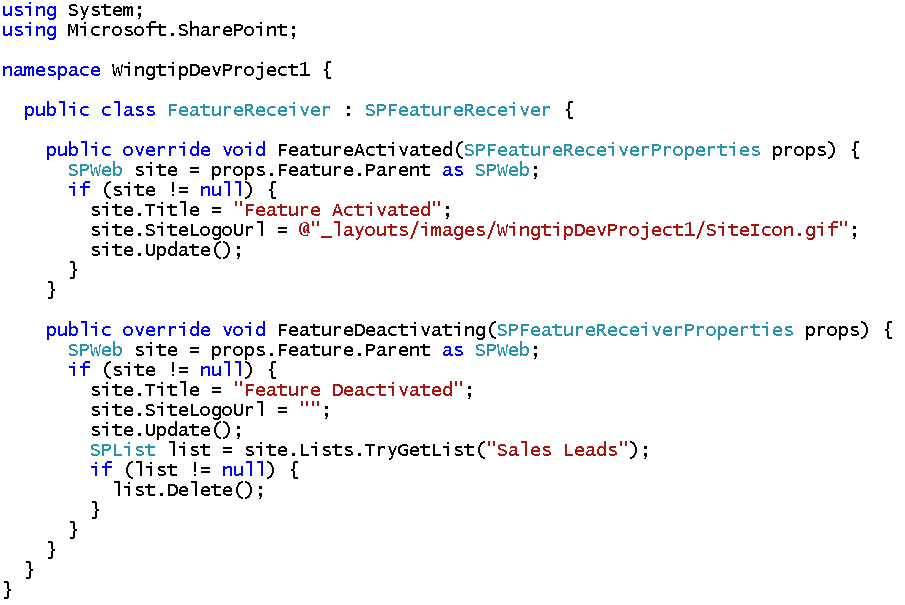 using System;
using Microsoft.SharePoint;

namespace WingtipDevProject1 {

  public class FeatureReceiver : SPFeatureReceiver {

    public override void FeatureActivated(SPFeatureReceiverProperties props) {
      SPWeb site = props.Feature.Parent as SPWeb;
      if (site != null) {
        site.Title = "Feature Activated";
        site.SiteLogoUrl = @"_layouts/images/WingtipDevProject1/SiteIcon.gif";
        site.Update();
      }
    }

    public override void FeatureDeactivating(SPFeatureReceiverProperties props) {
      SPWeb site = props.Feature.Parent as SPWeb;
      if (site != null) {
        site.Title = "Feature Deactivated";
        site.SiteLogoUrl = "";
        site.Update();
        SPList list = site.Lists.TryGetList("Sales Leads");
        if (list != null) {
          list.Delete();
        }
      }
    }
  }
}